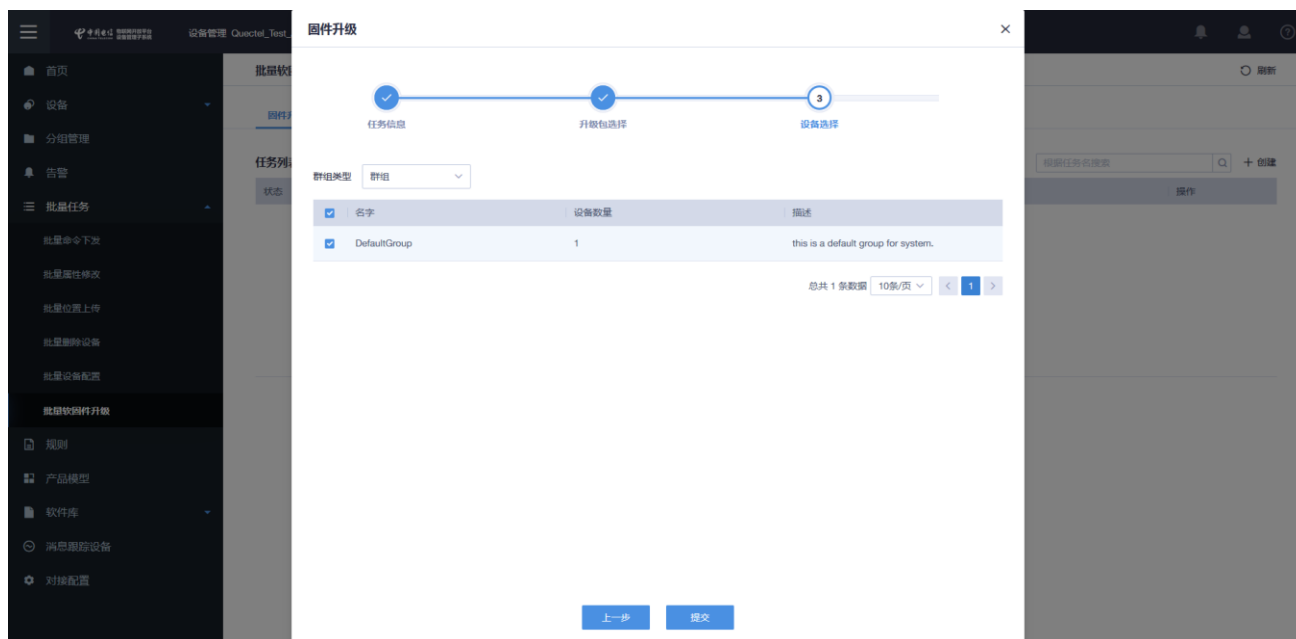 中国电信
设备管理 Quectel_Test_
首页
设备
分组管理
告警
批量任务
批量命令下发
批量属性修改
批量位置上传
批量删除设备
批量设备配置
批量软固件升级
规则
产品模型
软件库
消息跟踪设备
对接配置
批量软
刷新
固件升
任务列
根据任务名搜索
创建
状态
操作
固件升级
3
任务信息
升级包选择
设备选择
群组类型 群组
名字 设备数量 描述
DefaultGroup 1 this is a default group for system.
总共 1 条数据 10条/页 < 1 >
上一步 提交